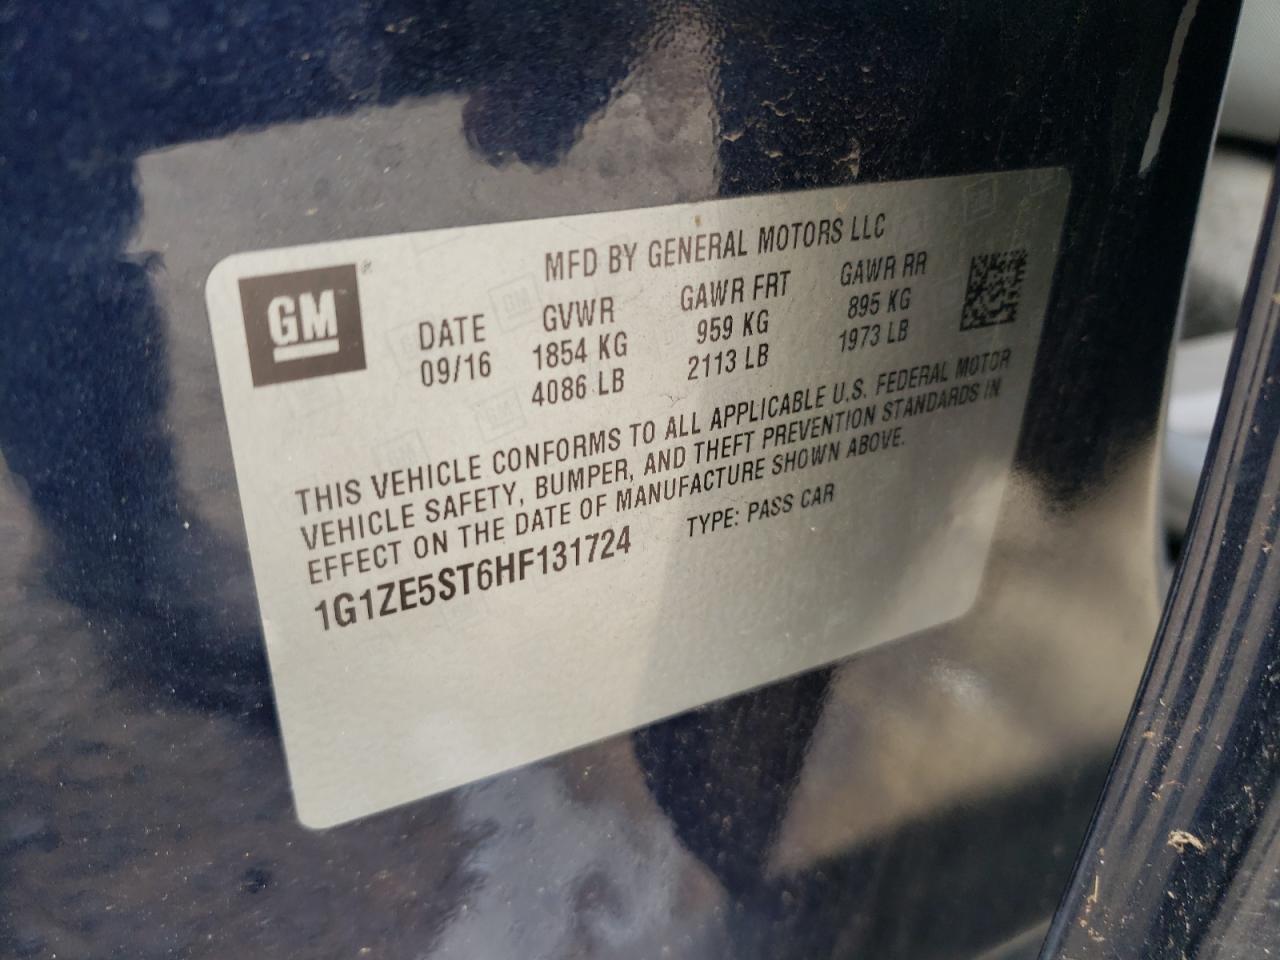 GM
MFD BY GENERAL MOTORS LLC
DATE GVWR GAWR FRT GAWR RR
09/16 1854 KG 959 KG 895 KG
4086 LB 2113 LB 1973 LB
THIS VEHICLE CONFORMS TO ALL APPLICABLE U.S. FEDERAL MOTOR
VEHICLE SAFETY, BUMPER, AND THEFT PREVENTION STANDARDS IN
EFFECT ON THE DATE OF MANUFACTURE SHOWN ABOVE.
1G1ZE5ST6HF131724 TYPE: PASS CAR